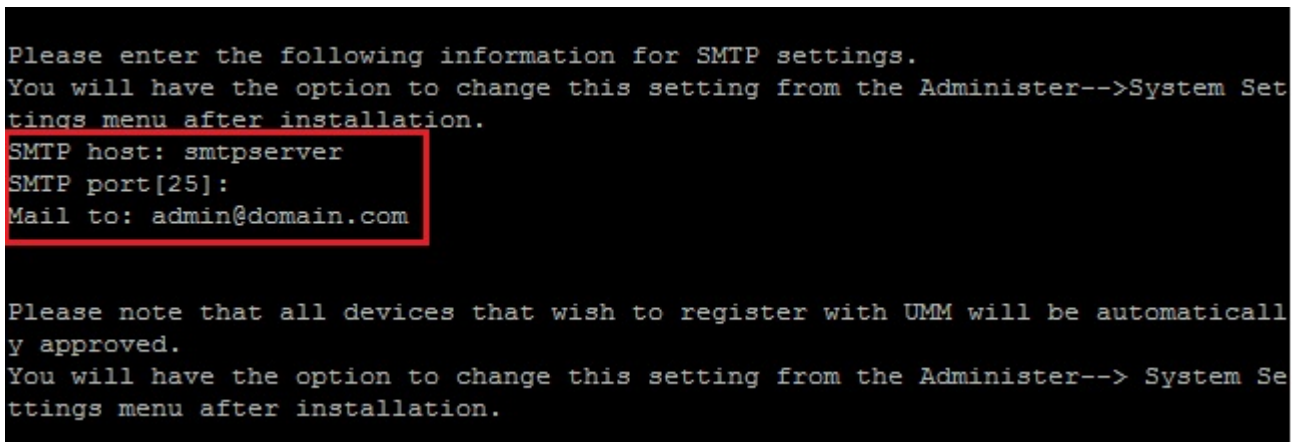 Please enter the following information for SMTP settings.
You will have the option to change this setting from the Administer-->System Set
tings menu after installation.
SMTP host: smtpserver
SMTP port[25]:
Mail to: admin@domain.com
Please note that all devices that wish to register with UMM will be automaticall
y approved.
You will have the option to change this setting from the Administer--> System Se
ttings menu after installation.